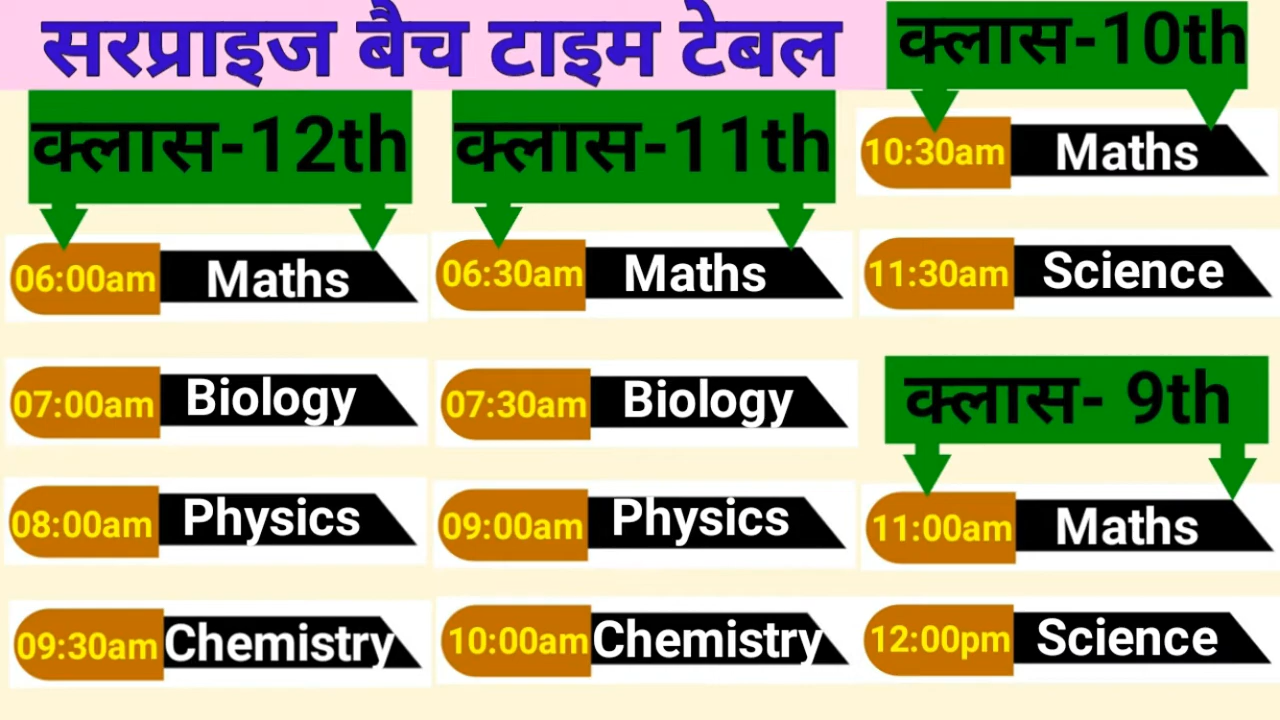 सरप्राइज बैच टाइम टेबल
क्लास-12th
06:00am Maths
07:00am Biology
08:00am Physics
09:30am Chemistry
क्लास-11th
06:30am Maths
07:30am Biology
09:00am Physics
10:00am Chemistry
क्लास-10th
10:30am Maths
11:30am Science
क्लास- 9th
11:00am Maths
12:00pm Science